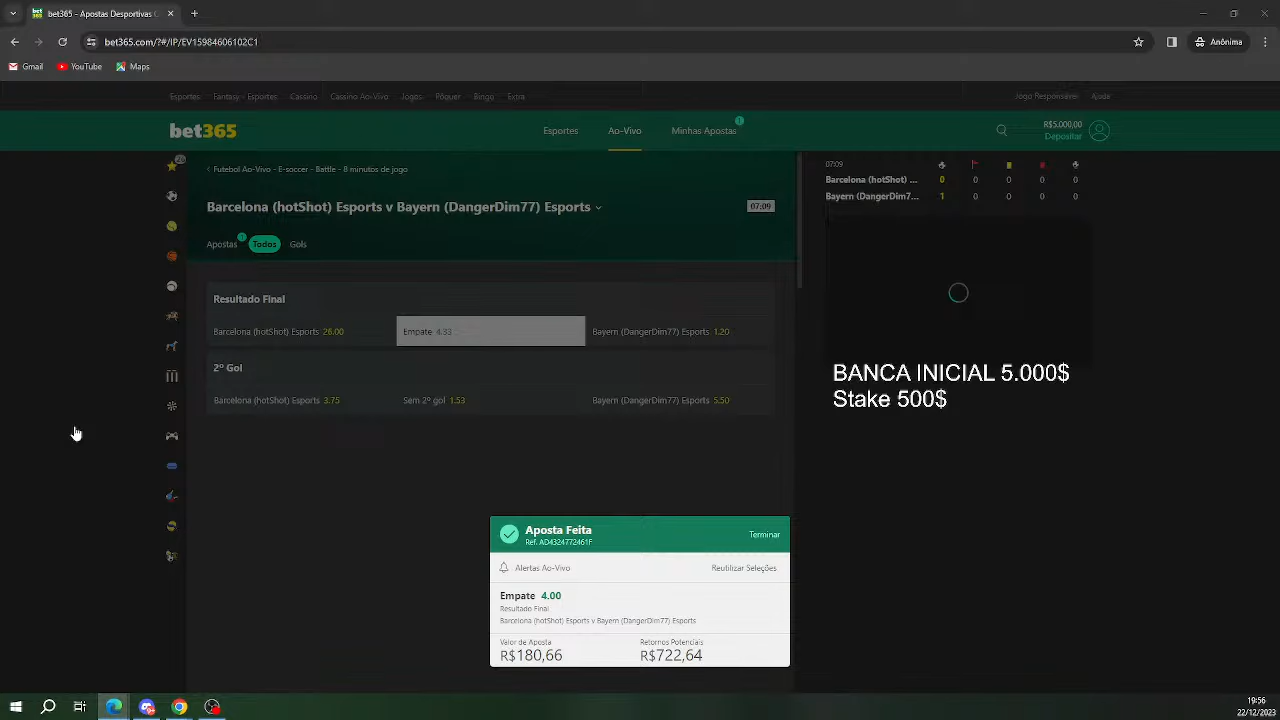 bet365 - Apostas Desportivas O
bet365.com/?#/IP/EV15984606102C1
Anônima
Gmail
YouTube
Maps
Esportes
Fantasy - Esportes
Cassino
Cassino Ao-Vivo
Jogos
Pôquer
Bingo
Extra
Jogo Responsável
Ajuda
bet365
Esportes
Ao-Vivo
Minhas Apostas
1
R$5.000,00
Depositar
Futebol Ao-Vivo - E-soccer - Battle - 8 minutos de jogo
Barcelona (hotShot) Esports v Bayern (DangerDim77) Esports
07:09
Apostas
1
Todos
Gols
Resultado Final
Barcelona (hotShot) Esports 26.00
Empate 4.33
Bayern (DangerDim77) Esports 1.20
2º Gol
Barcelona (hotShot) Esports 3.75
Sem 2º gol 1.53
Bayern (DangerDim77) Esports 5.50
07:09
Barcelona (hotShot) ... 0 0 0 0 0
Bayern (DangerDim7... 1 0 0 0 0
BANCA INICIAL 5.000$
Stake 500$
Aposta Feita
Terminar
Ref. AD4324772461F
Alertas Ao-Vivo
Reutilizar Seleções
Empate 4.00
Resultado Final
Barcelona (hotShot) Esports v Bayern (DangerDim77) Esports
Valor de Aposta
Retornos Potenciais
R$180,66
R$722,64
19:56
22/12/2023